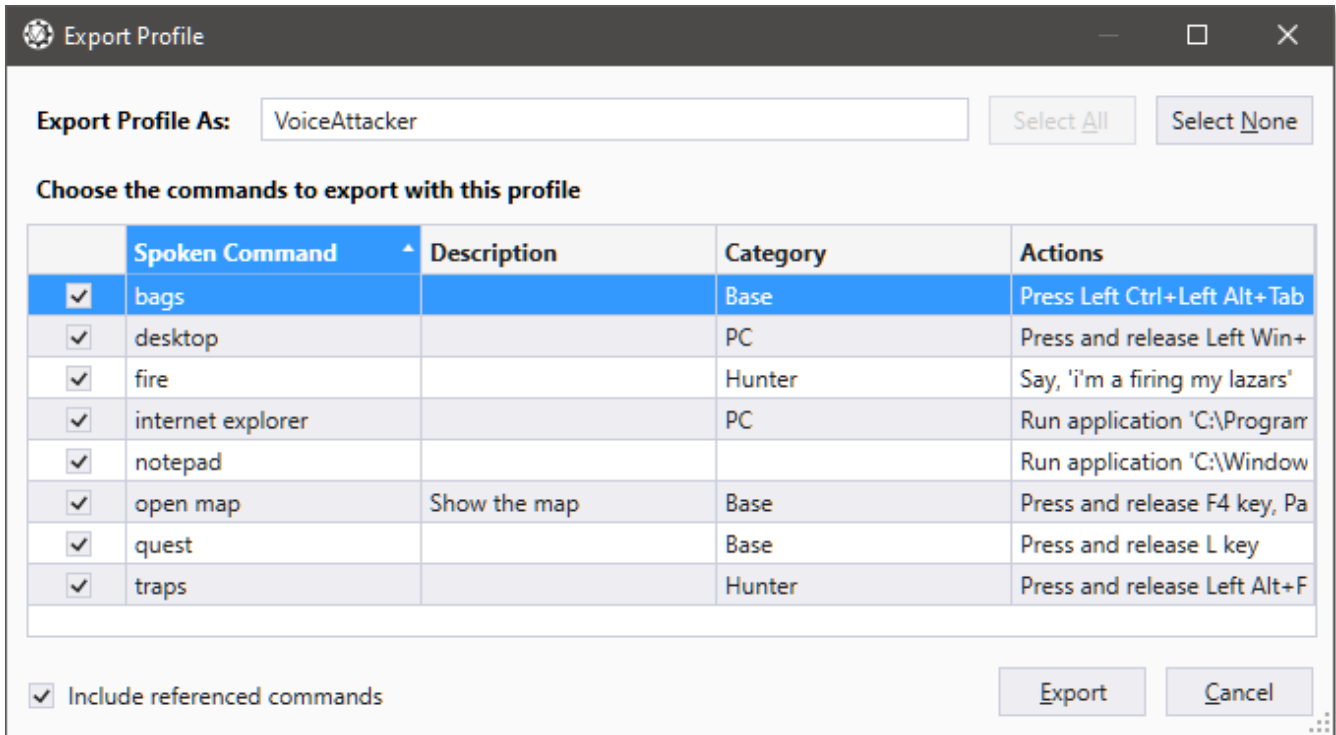 Export Profile
Export Profile As: VoiceAttacker Select All Select None
Choose the commands to export with this profile
Spoken Command Description Category Actions
bags Base Press Left Ctrl+Left Alt+Tab
desktop PC Press and release Left Win+
fire Hunter Say, 'i'm a firing my lazars'
internet explorer PC Run application 'C:\Program
notepad Run application 'C:\Window
open map Show the map Base Press and release F4 key, Pa
quest Base Press and release L key
traps Hunter Press and release Left Alt+F
Include referenced commands Export Cancel